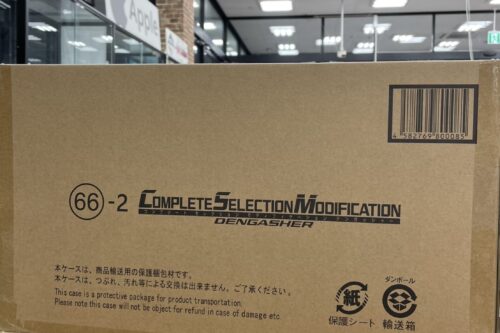 Apple
4 582769 800085
66 -2 COMPLETE SELECTION MODIFICATION
DENGASHER
本ケースは、商品輸送用の保護梱包材です。
本ケースは、つぶれ、汚れ等による交換は出来ません。ご了承ください。
This case is a protective package for product transportation.
Please note this case will not be object for refund in case of damage etc
紙
保護シート
ダンボール
輸送箱